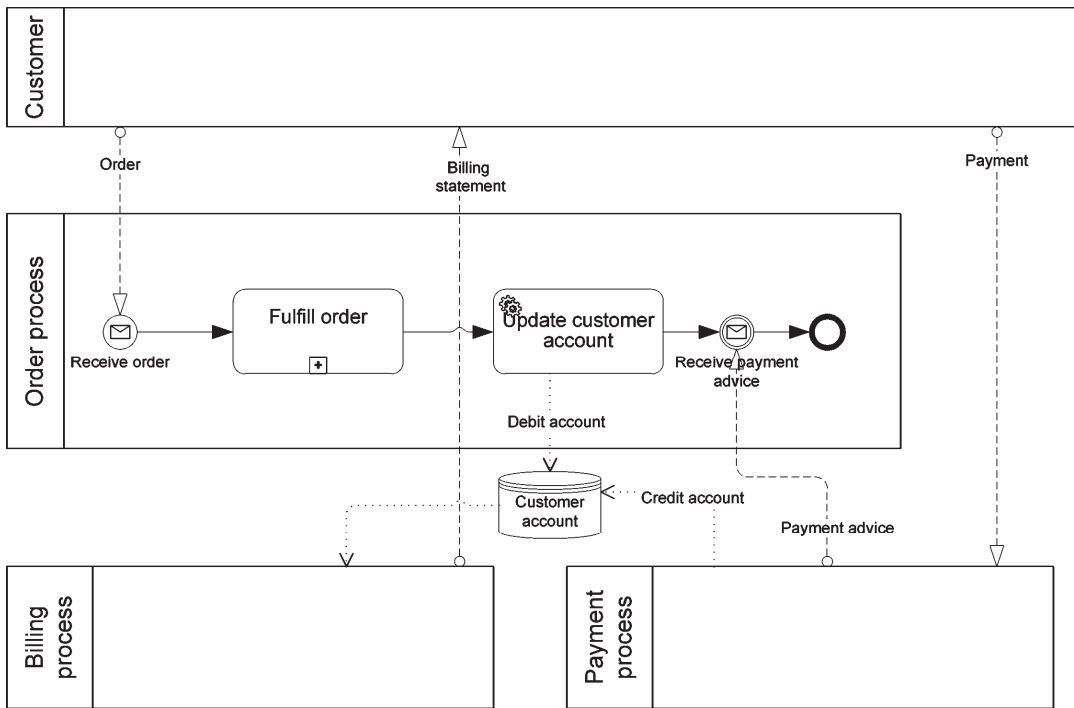 Customer
Order
Billing
statement
Payment
Order process
Receive order
Fulfill order
Update customer
account
Receive payment
advice
Debit account
Customer
account
Credit account
Payment advice
Billing
process
Payment
process